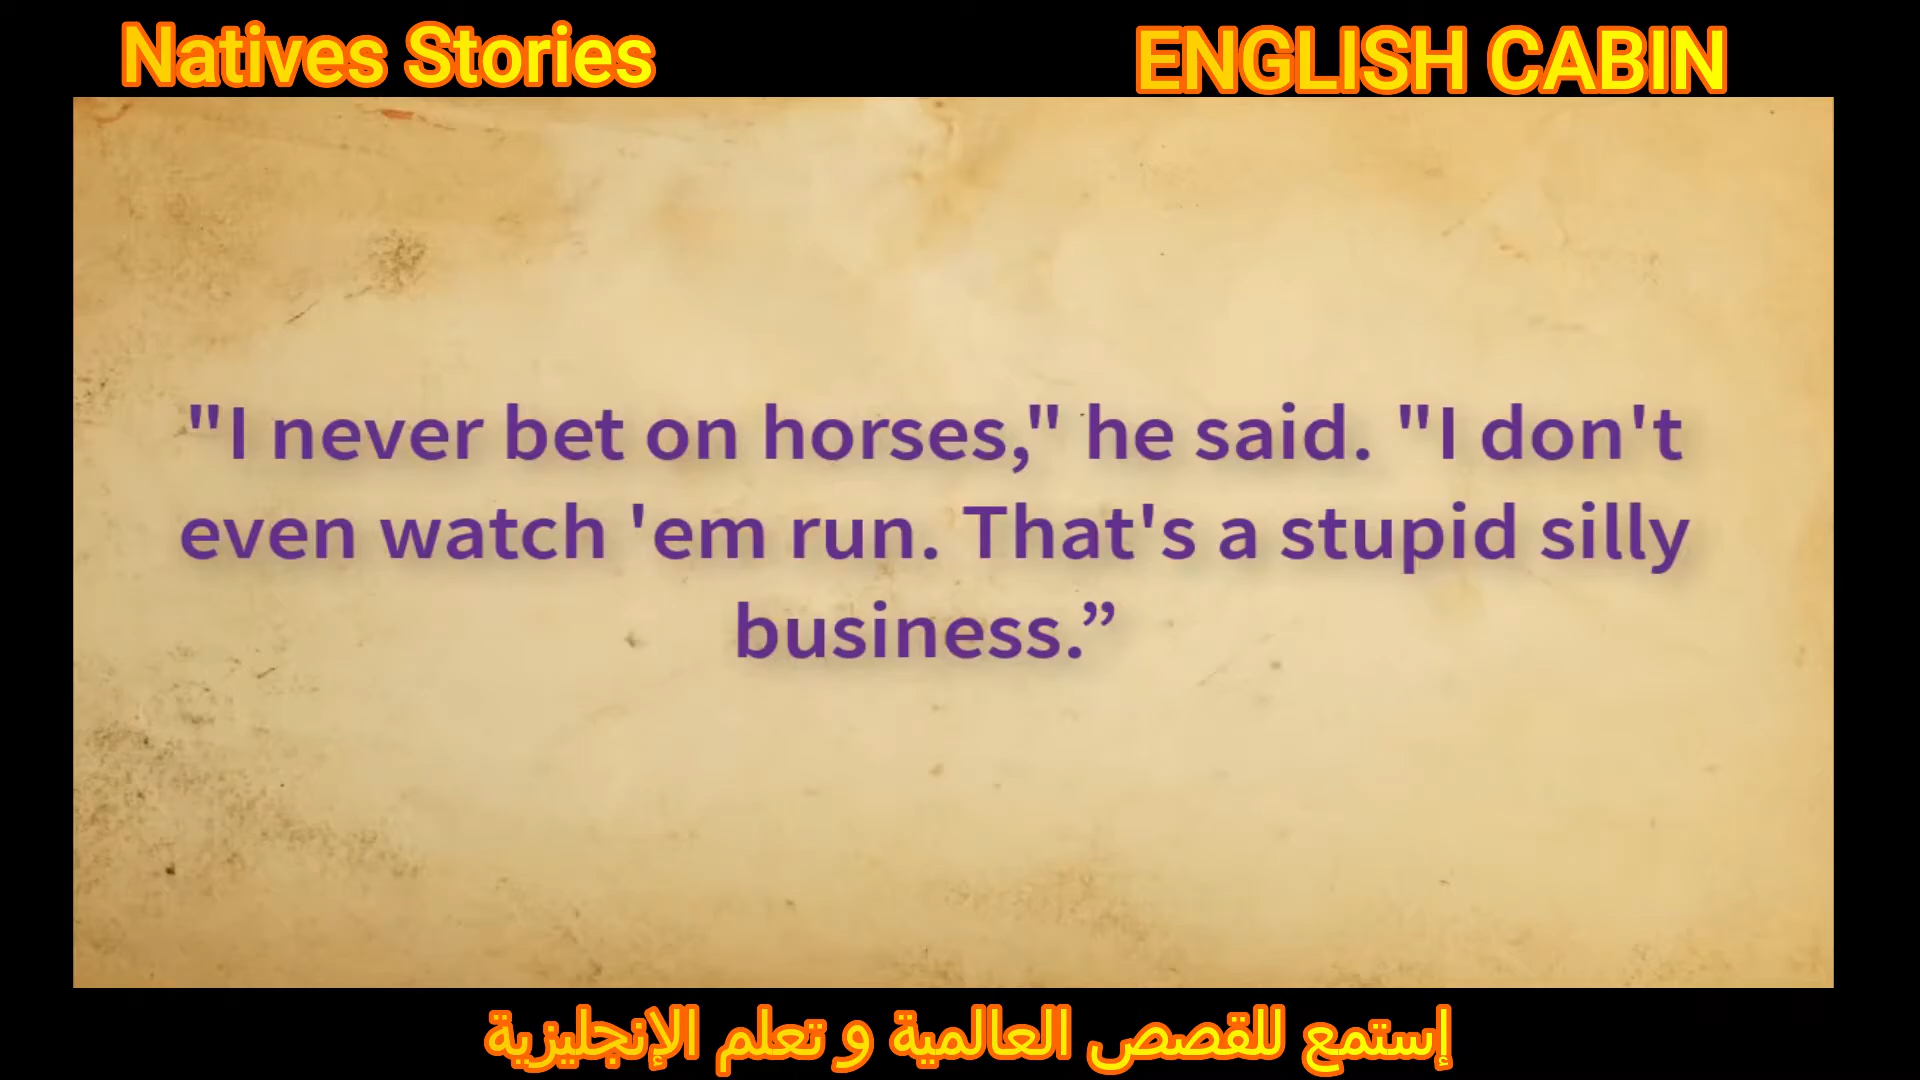 Natives Stories
ENGLISH CABIN
"I never bet on horses," he said. "I don't
even watch 'em run. That's a stupid silly
business.”
إستمع للقصص العالمية و تعلم الإنجليزية